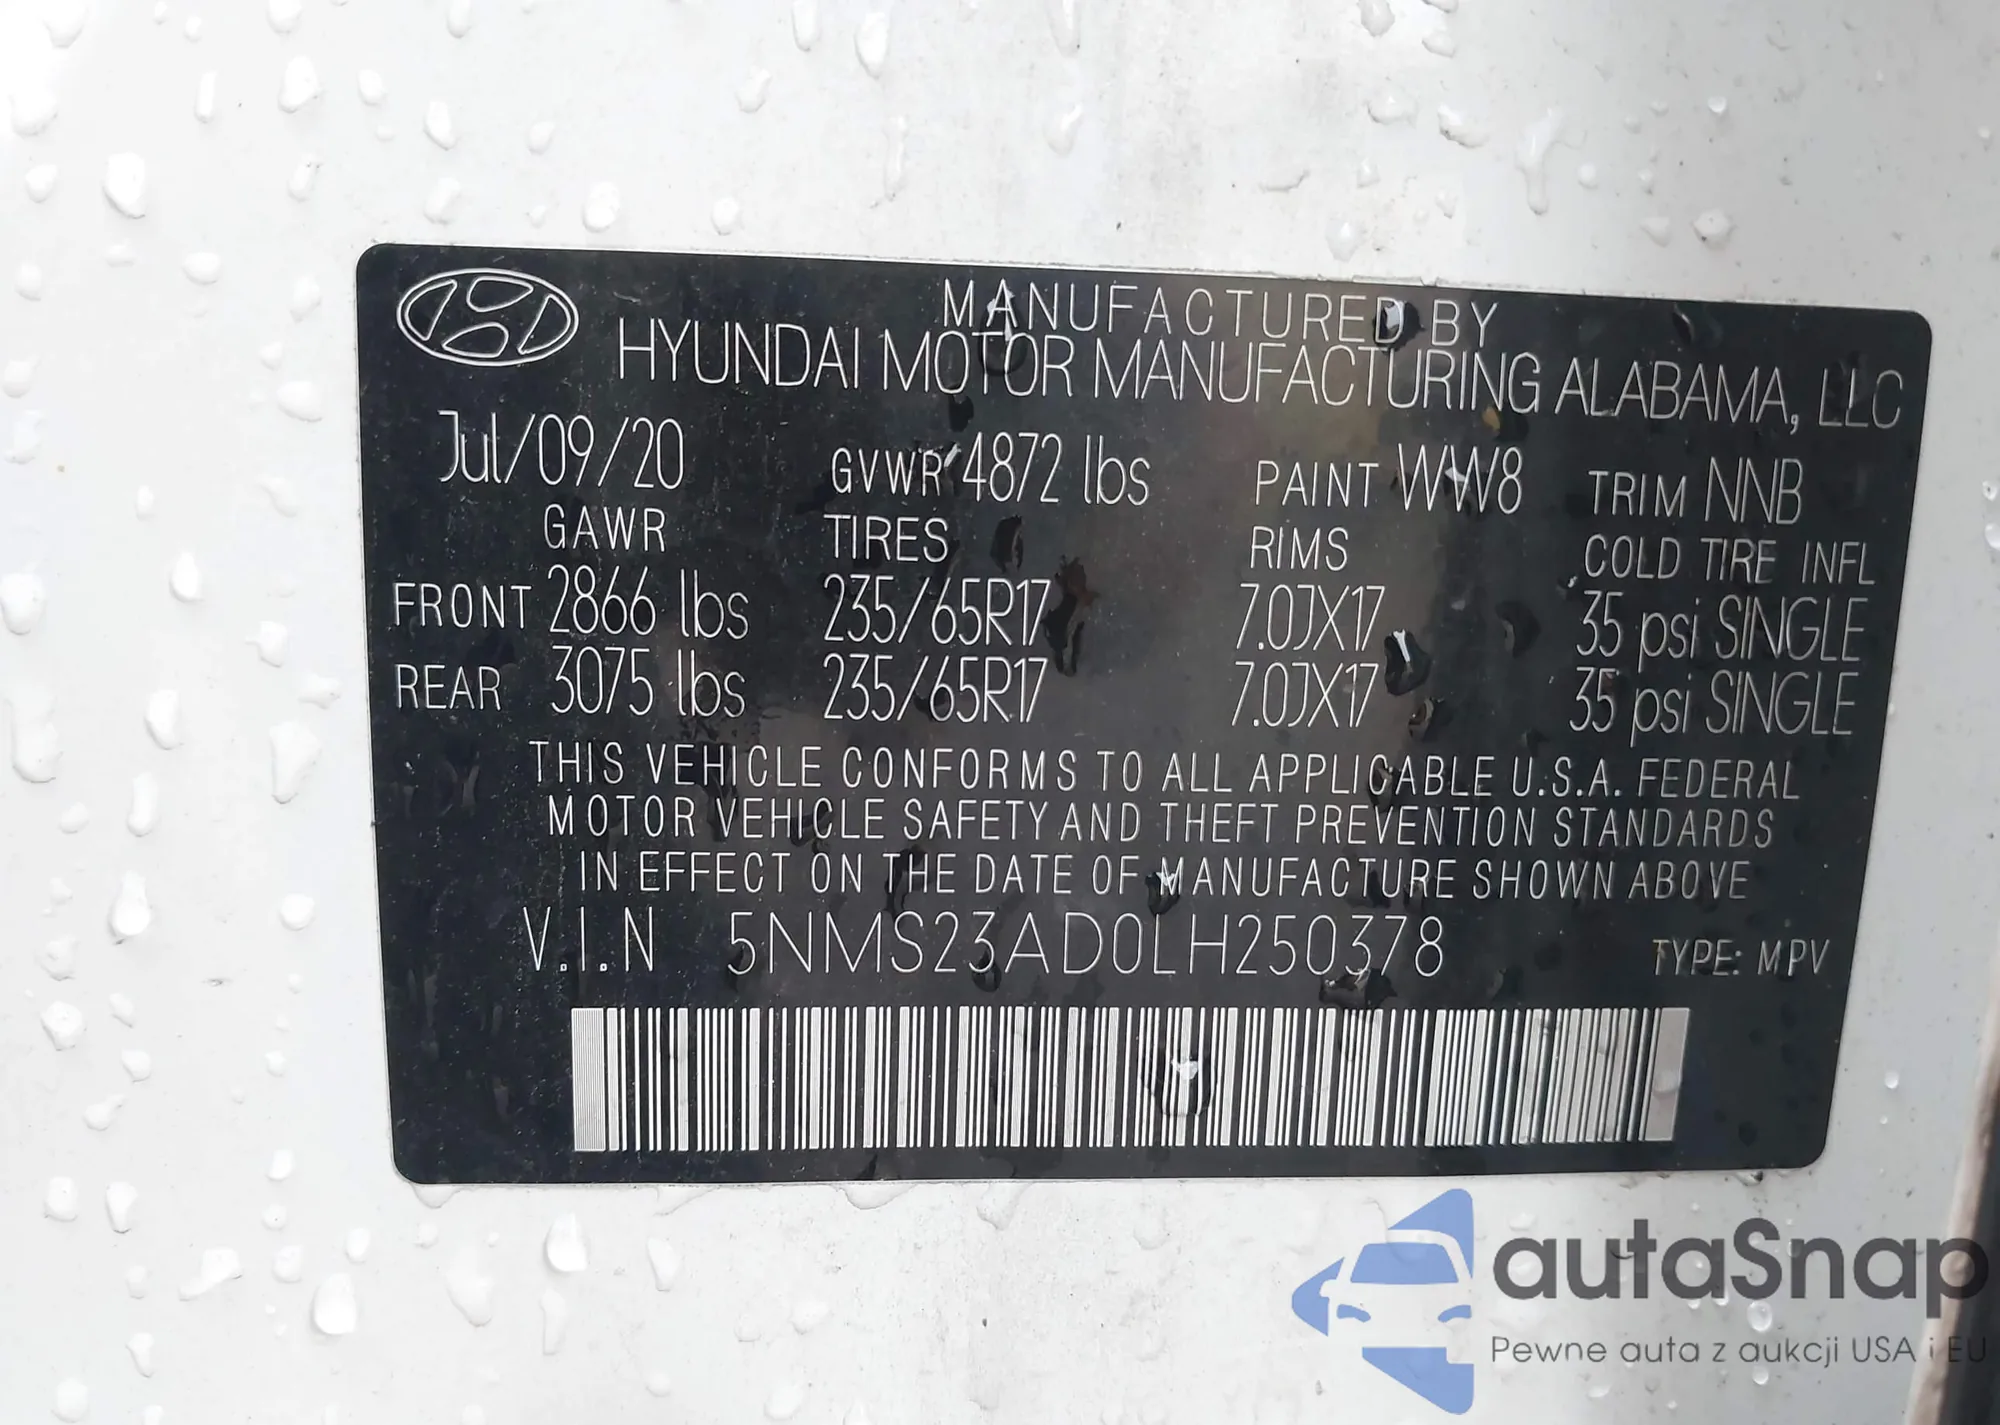 MANUFACTURED BY
HYUNDAI MOTOR MANUFACTURING ALABAMA, LLC
Jul/09/20 GVWR 4872 lbs PAINT WW8 TRIM NNB
GAWR TIRES RIMS COLD TIRE INFL
FRONT 2866 lbs 235/65R17 7.0JX17 35 psi SINGLE
REAR 3075 lbs 235/65R17 7.0JX17 35 psi SINGLE
THIS VEHICLE CONFORMS TO ALL APPLICABLE U.S.A. FEDERAL
MOTOR VEHICLE SAFETY AND THEFT PREVENTION STANDARDS
IN EFFECT ON THE DATE OF MANUFACTURE SHOWN ABOVE
V.I.N 5NMS23AD0LH250378 TYPE: MPV
autaSnap
Pewne auta z aukcji USA i EU